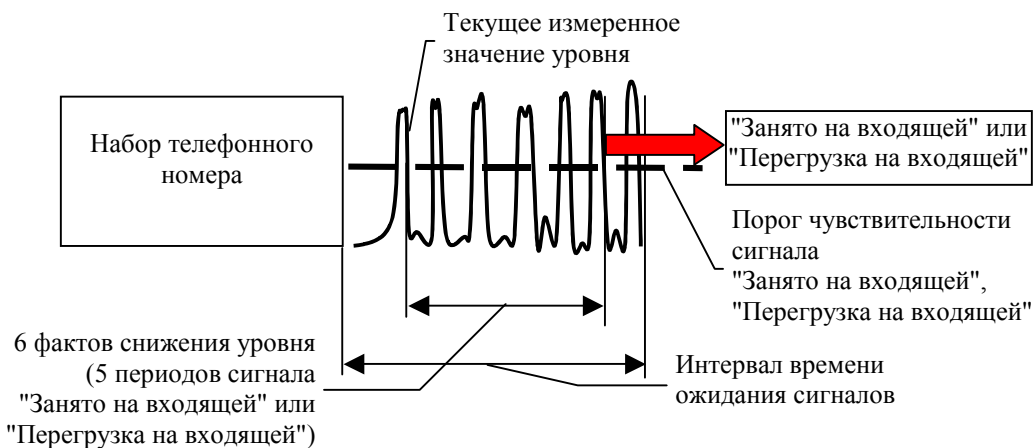 Текущее измеренное
значение уровня
Набор телефонного
номера
"Занято на входящей" или
"Перегрузка на входящей"
Порог чувствительности
сигнала
"Занято на входящей",
"Перегрузка на входящей"
6 фактов снижения уровня
(5 периодов сигнала
"Занято на входящей" или
"Перегрузка на входящей")
Интервал времени
ожидания сигналов